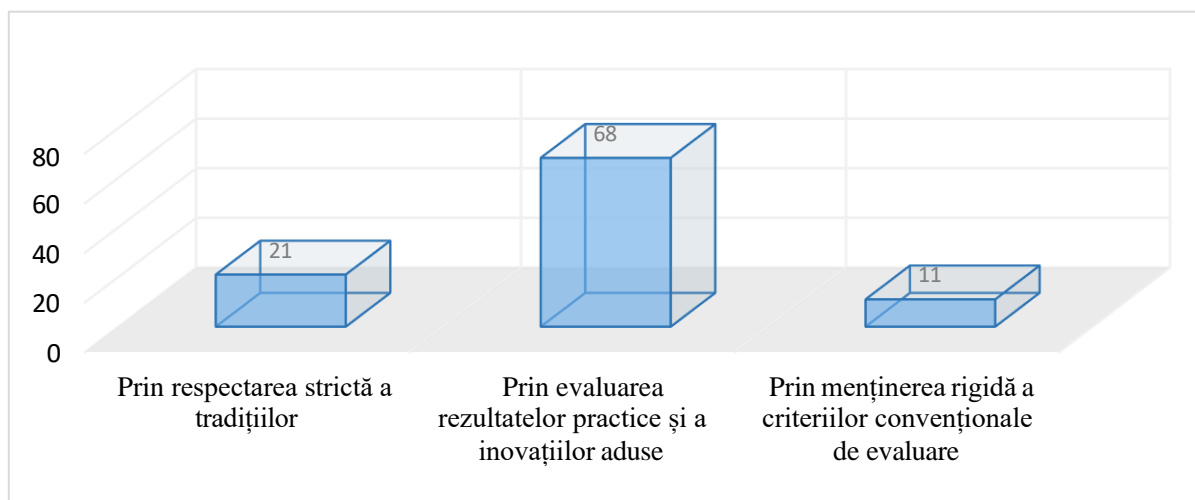 80
60
40
20
0
21
68
11
Prin respectarea strictă a
tradițiilor
Prin evaluarea
rezultatelor practice și a
inovațiilor aduse
Prin menținerea rigidă a
criteriilor convenționale
de evaluare